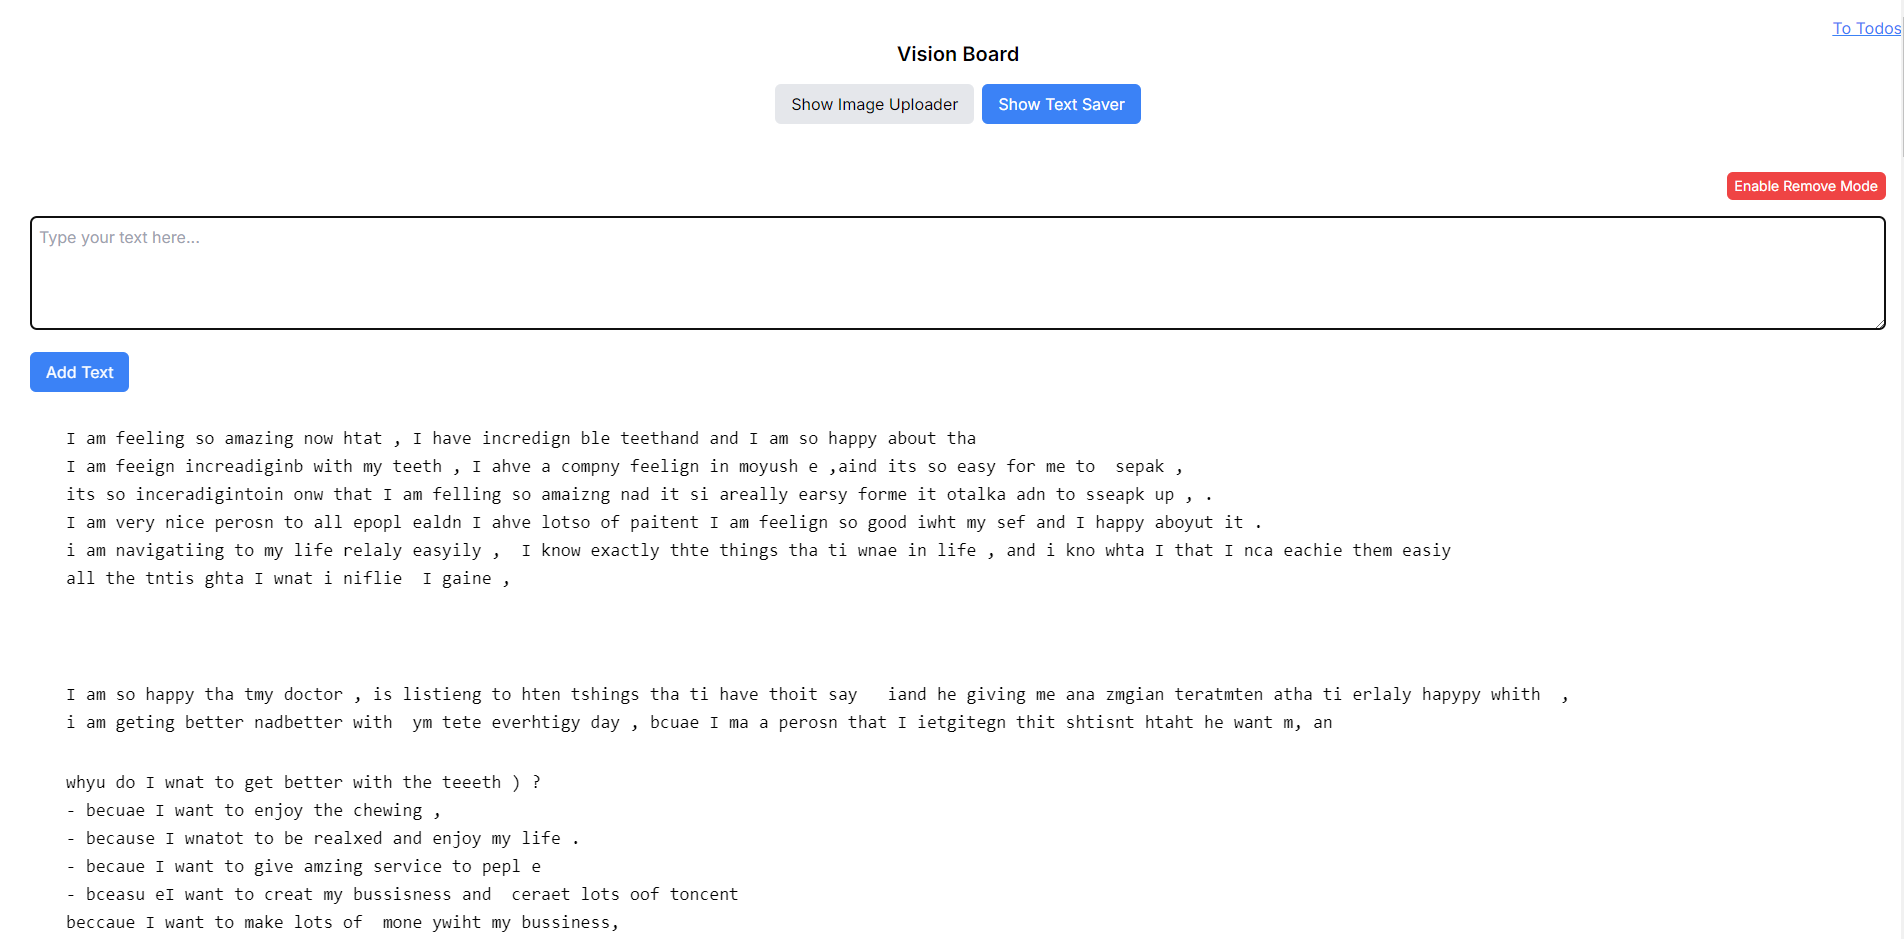 To Todos
Vision Board
Show Image Uploader
Show Text Saver
Enable Remove Mode
Type your text here...
Add Text
I am feeling so amazing now htat , I have incredign ble teethand and I am so happy about tha
I am feeign increadiginb with my teeth , I ahve a compny feelign in moyush e ,aind its so easy for me to  sepak ,
its so inceradigintoin onw that I am felling so amaizng nad it si areally earsy forme it otalka adn to sseapk up , .
I am very nice perosn to all epopl ealdn I ahve lotso of paitent I am feelign so good iwht my sef and I happy aboyut it .
i am navigatiing to my life relaly easyily ,  I know exactly thte things tha ti wnae in life , and i kno whta I that I nca eachie them easiy
all the tntis ghta I wnat i niflie  I gaine ,
I am so happy tha tmy doctor , is listieng to hten tshings tha ti have thoit say   iand he giving me ana zmgian teratmten atha ti erlaly hapypy whith  ,
i am geting better nadbetter with  ym tete everhtigy day , bcuae I ma a perosn that I ietgitegn thit shtisnt htaht he want m, an
whyu do I wnat to get better with the teeeth ) ?
- becuae I want to enjoy the chewing ,
- because I wnatot to be realxed and enjoy my life .
- becaue I want to give amzing service to pepl e
- bceasu eI want to creat my bussisness and  ceraet lots oof toncent
beccaue I want to make lots of  mone ywiht my bussiness,